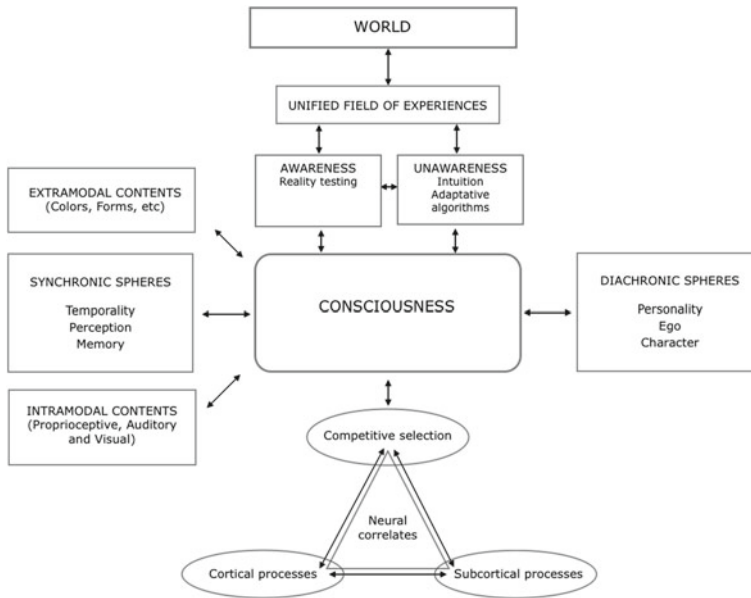 WORLD
UNIFIED FIELD OF EXPERIENCES
AWARENESS
Reality testing
UNAWARENESS
Intuition
Adaptative
algorithms
EXTRAMODAL CONTENTS
(Colors, Forms, etc)
SYNCHRONIC SPHERES
Temporality
Perception
Memory
CONSCIOUSNESS
DIACHRONIC SPHERES
Personality
Ego
Character
INTRAMODAL CONTENTS
(Proprioceptive, Auditory
and Visual)
Competitive selection
Neural
correlates
Cortical processes
Subcortical processes